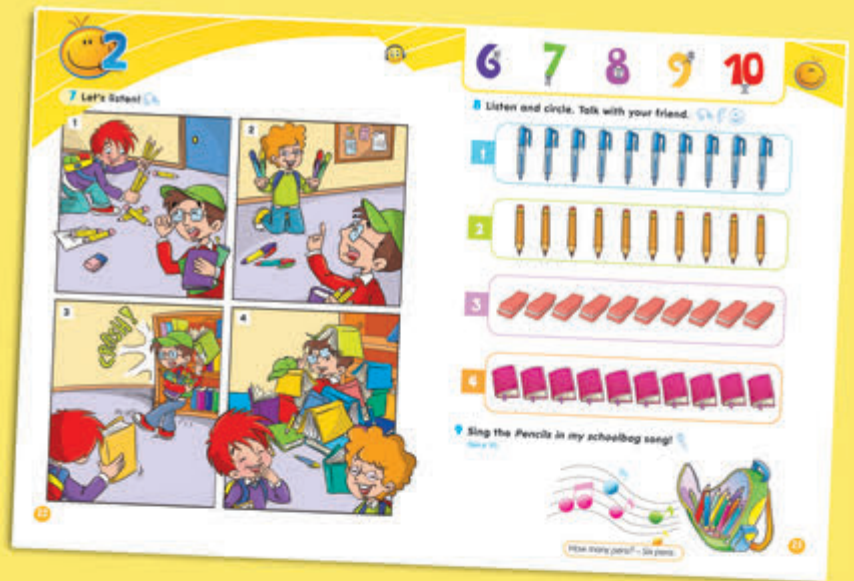 2
7 Let's listen!
1
2
3
CRASH!
4
22
6 7 8 9 10
8 Listen and circle. Talk with your friend.
1
2
3
4
9 Sing the Pencils in my schoolbag song!
How many pens? - Six pens.
23